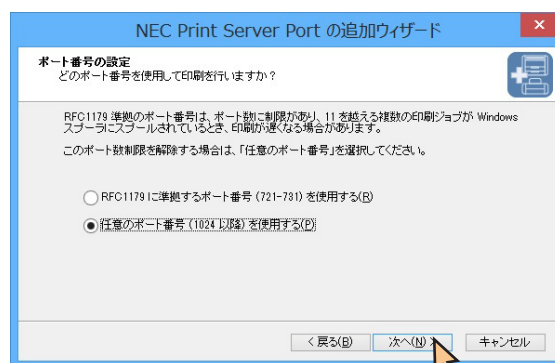 NEC Print Server Port の追加ウィザード
ポート番号の設定
どのポート番号を使用して印刷を行いますか?
RFC1179 準拠のポート番号は、ポート数に制限があり、11 を越える複数の印刷ジョブが Windows
スプーラにスプールされているとき、印刷が遅くなる場合があります。
このポート数制限を解除する場合は、「任意のポート番号」を選択してください。
RFC1179 に準拠するポート番号 (721-731) を使用する(R)
任意のポート番号 (1024 以降) を使用する(P)
< 戻る(B) 次へ(N) > キャンセル